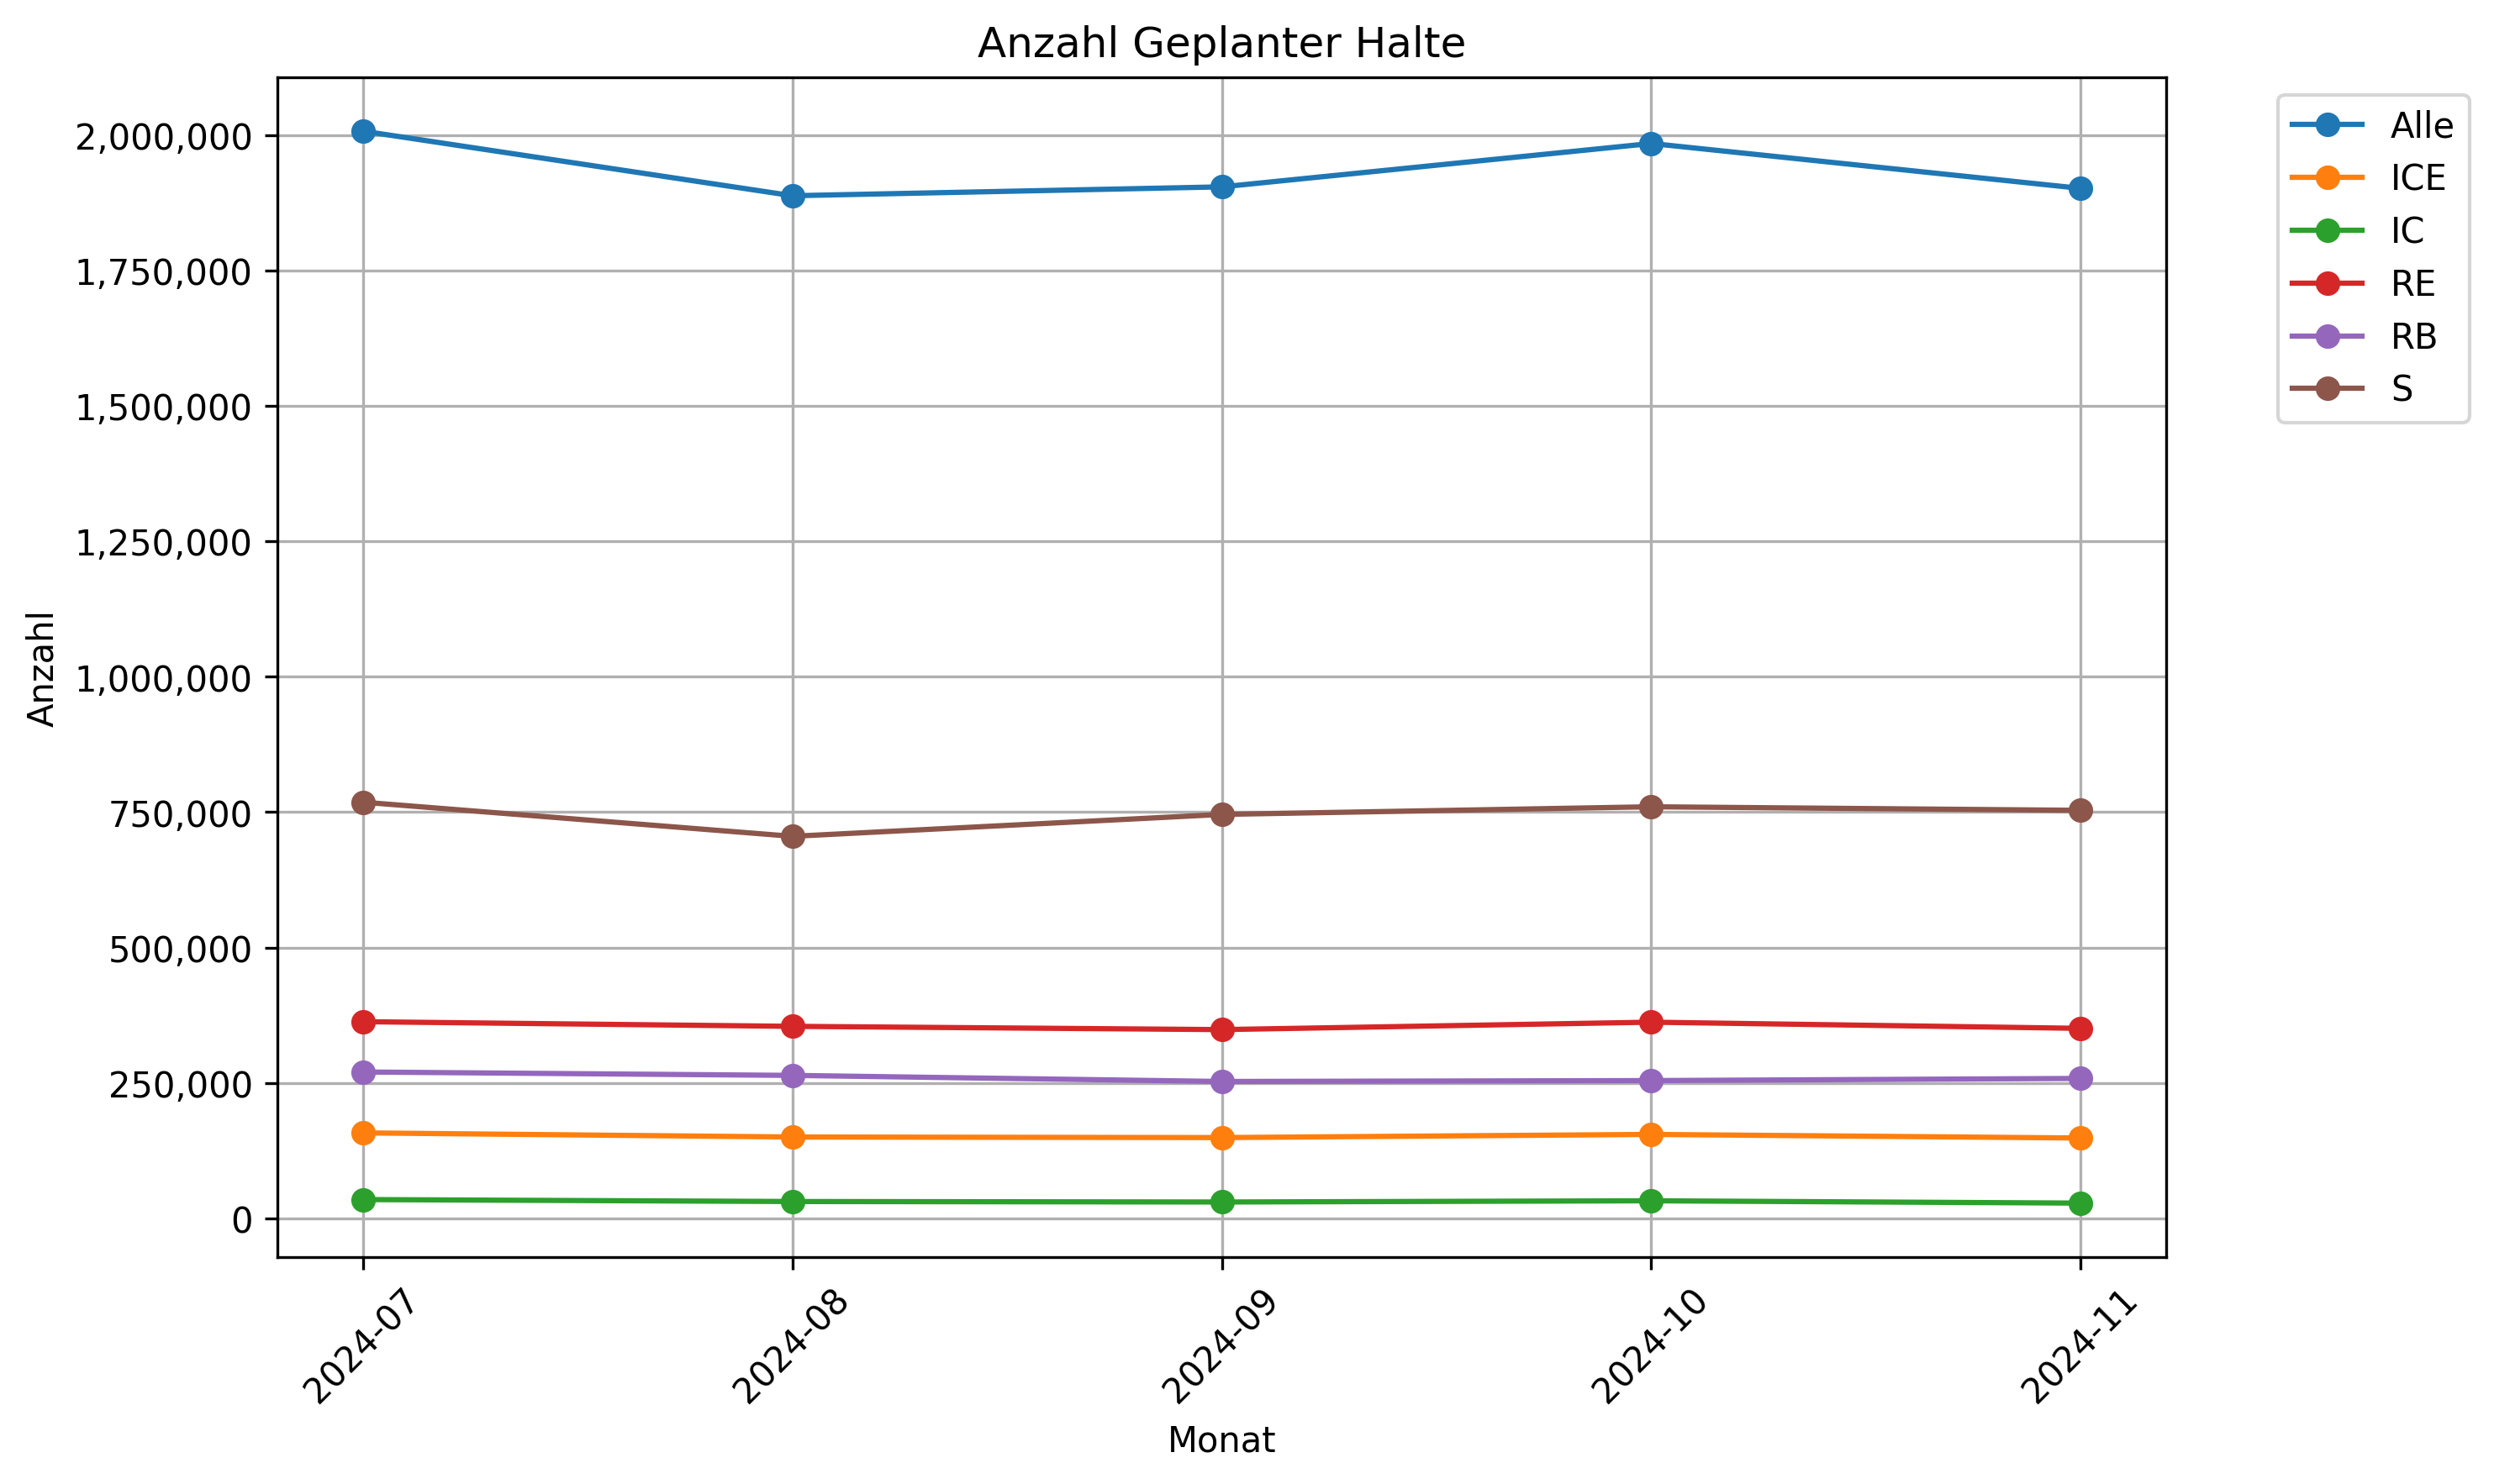 Anzahl Geplanter Halte
Anzahl
2,000,000
1,750,000
1,500,000
1,250,000
1,000,000
750,000
500,000
250,000
0
2024-07
2024-08
2024-09
2024-10
2024-11
Monat
Alle
ICE
IC
RE
RB
S